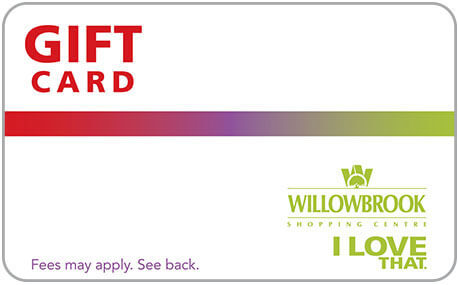 GIFT
CARD
WILLOWBROOK
SHOPPING CENTRE
I LOVE
THAT.
Fees may apply. See back.